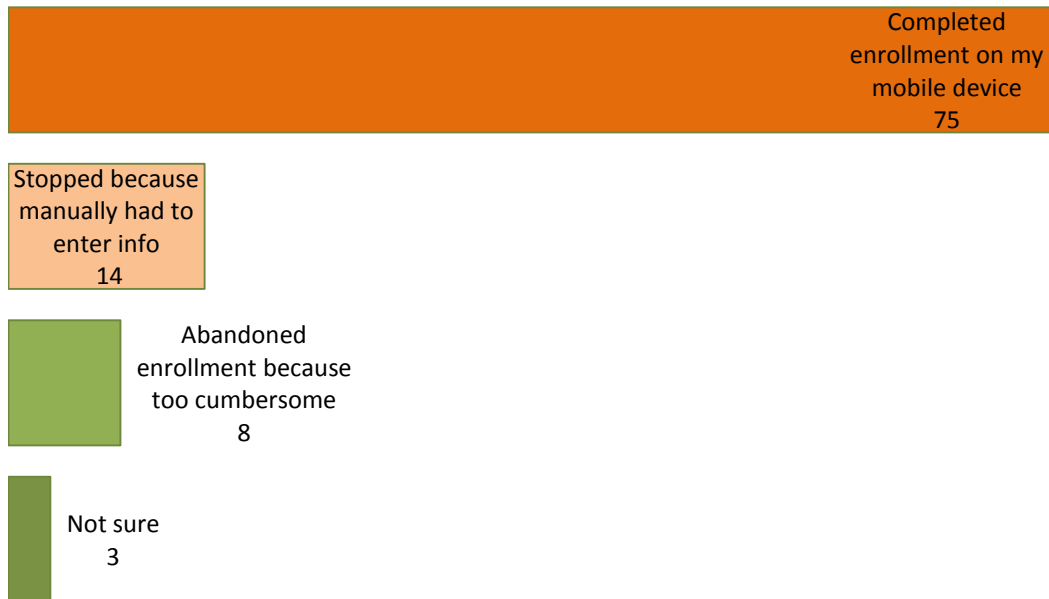 Completed
enrollment on my
mobile device
75
Stopped because
manually had to
enter info
14
Abandoned
enrollment because
too cumbersome
8
Not sure
3